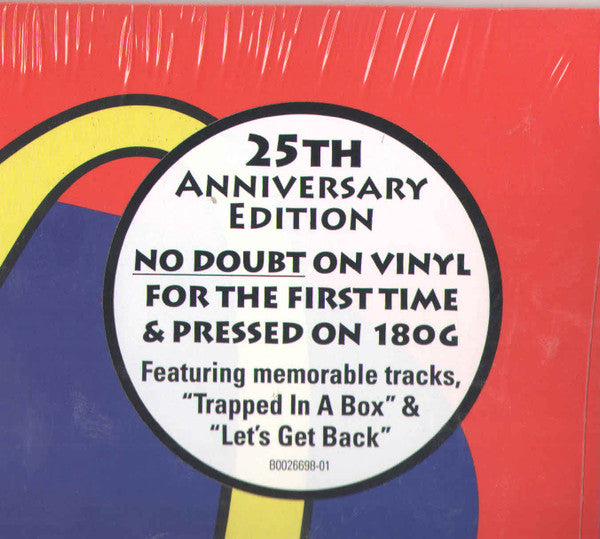 25TH
ANNIVERSARY
EDITION
NO DOUBT ON VINYL
FOR THE FIRST TIME
& PRESSED ON 180G
Featuring memorable tracks,
“Trapped In A Box” &
“Let’s Get Back”
B0026698-01